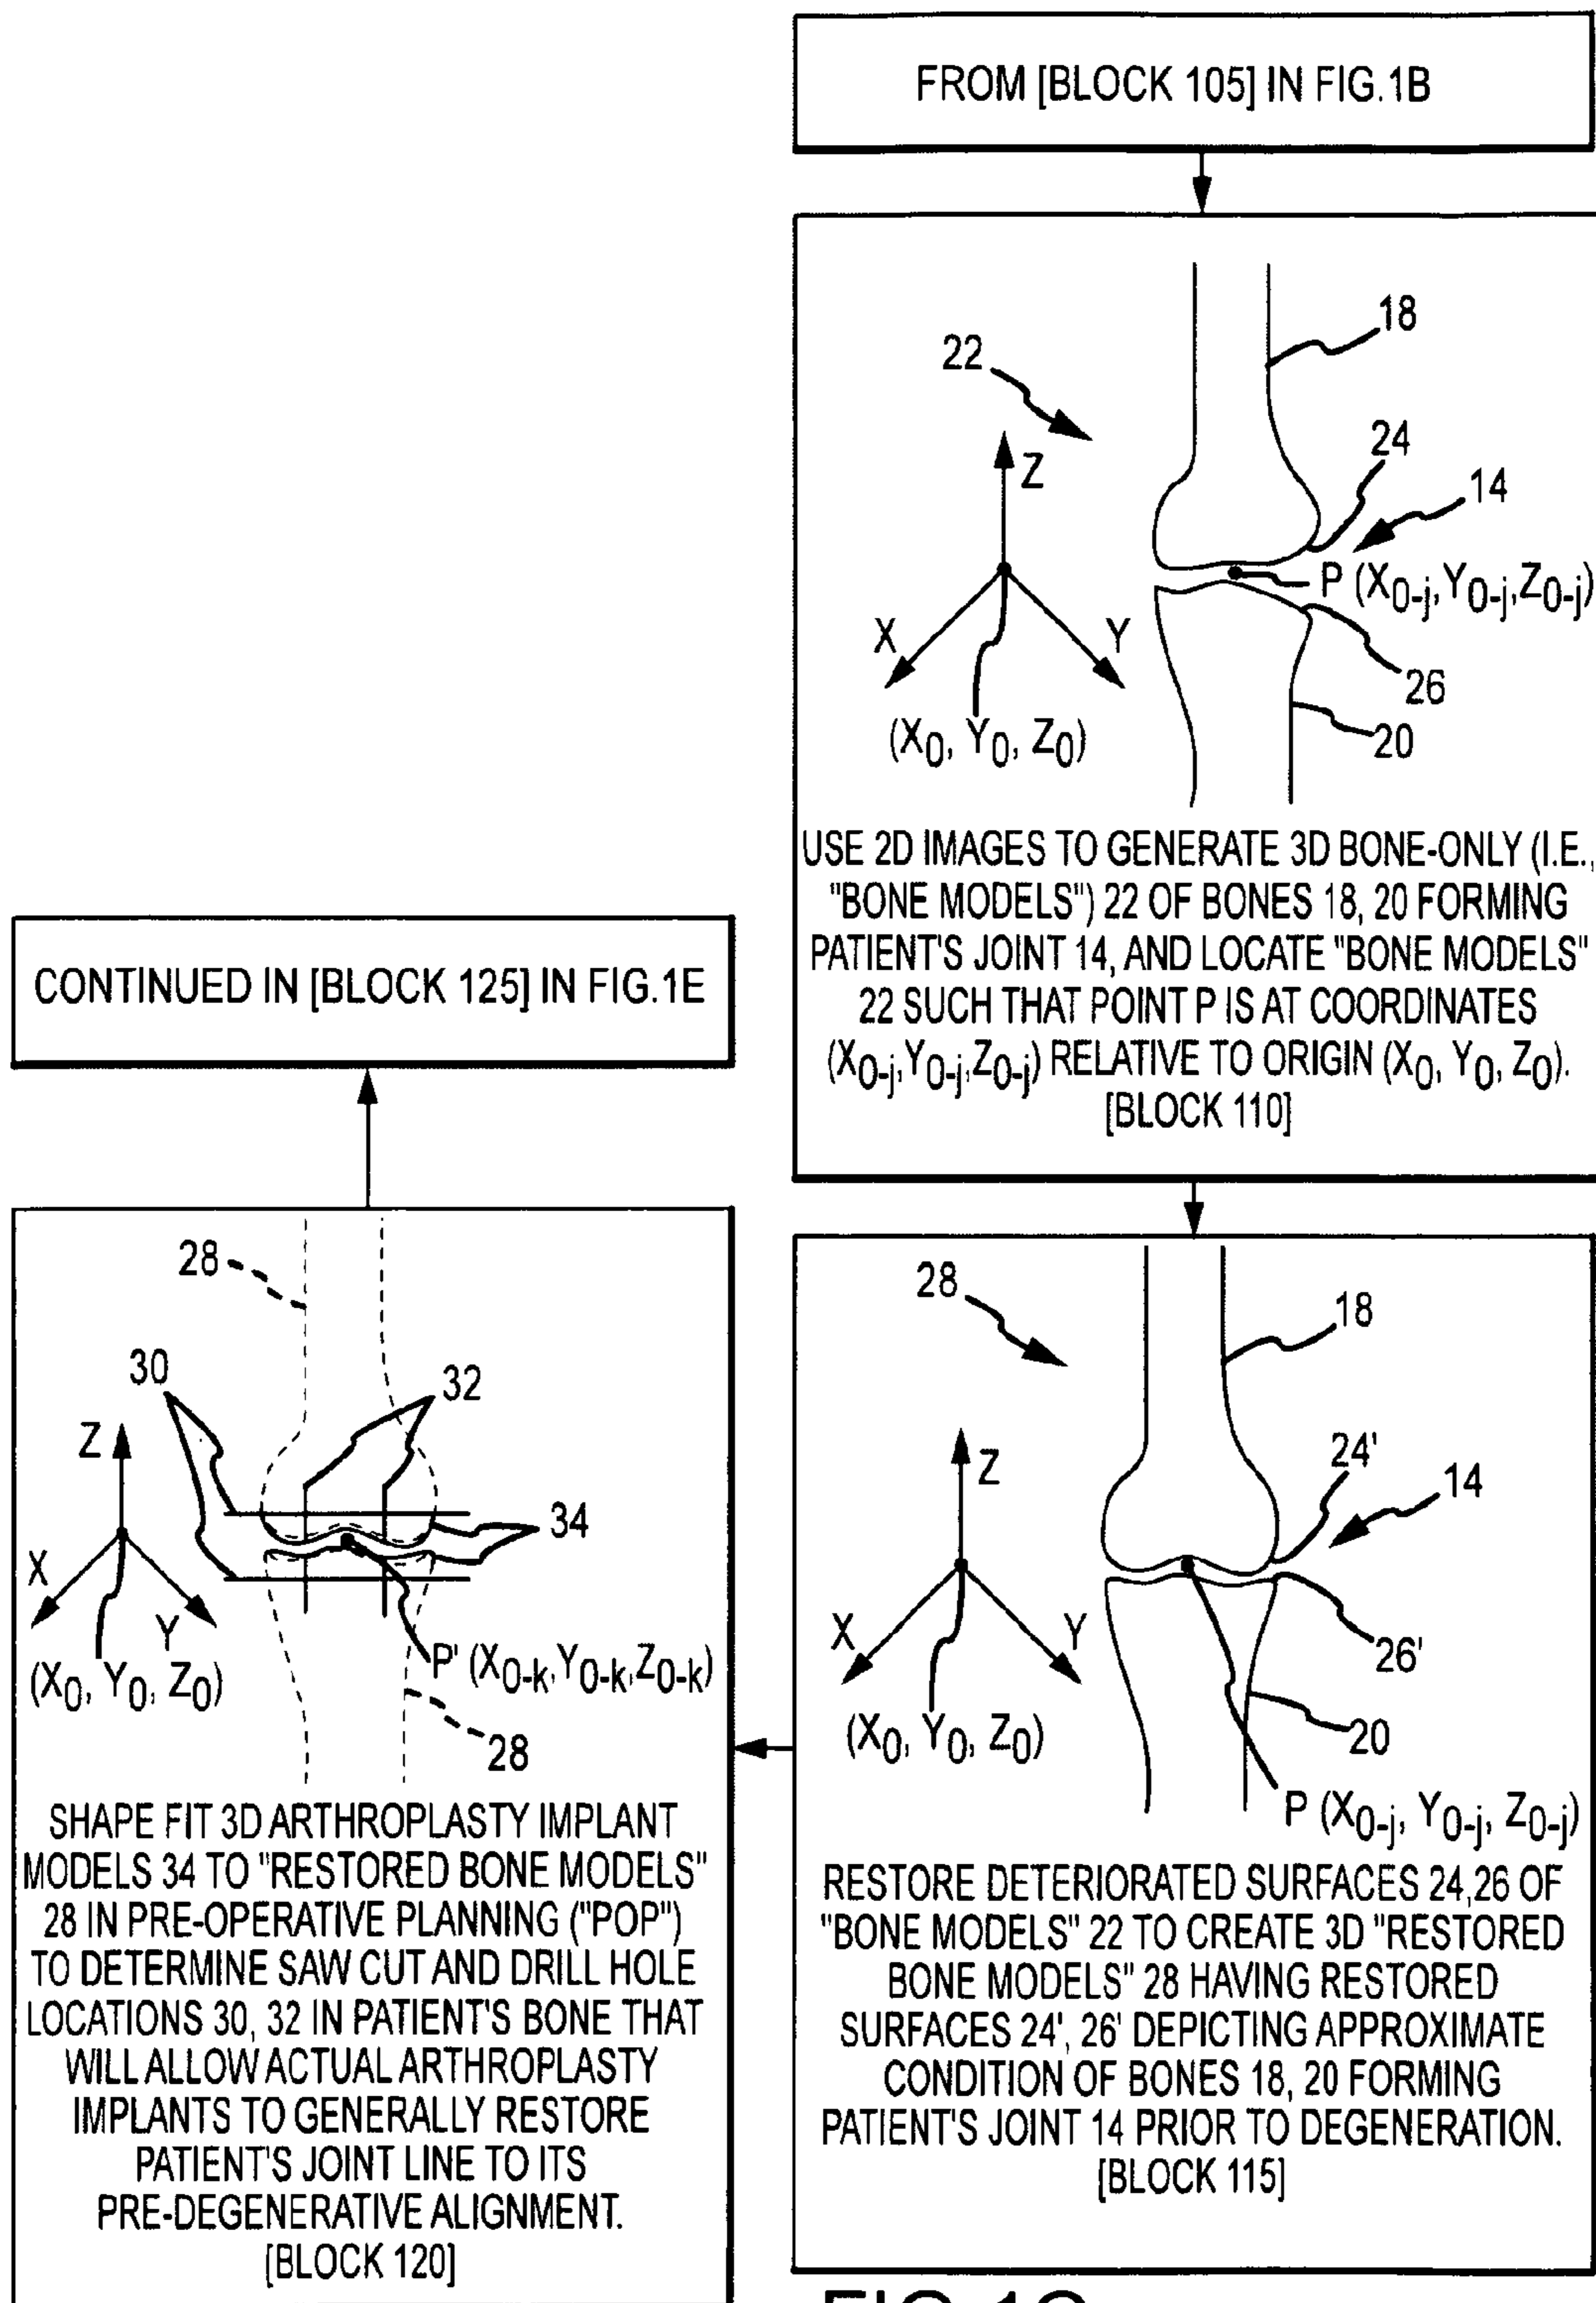 FROM [BLOCK 105] IN FIG.1B
18
22
24
Z
14
P (X0-j,Y0-j,Z0-j)
X
Y
26
(X0, Y0, Z0)
20
USE 2D IMAGES TO GENERATE 3D BONE-ONLY (I.E.,
"BONE MODELS") 22 OF BONES 18, 20 FORMING
PATIENT'S JOINT 14, AND LOCATE "BONE MODELS"
22 SUCH THAT POINT P IS AT COORDINATES
(X0-j,Y0-j,Z0-j) RELATIVE TO ORIGIN (X0, Y0, Z0).
[BLOCK 110]
28
18
24'
Z
14
X
Y
26'
(X0, Y0, Z0)
20
P (X0-j, Y0-j, Z0-j)
RESTORE DETERIORATED SURFACES 24,26 OF
"BONE MODELS" 22 TO CREATE 3D "RESTORED
BONE MODELS" 28 HAVING RESTORED
SURFACES 24', 26' DEPICTING APPROXIMATE
CONDITION OF BONES 18, 20 FORMING
PATIENT'S JOINT 14 PRIOR TO DEGENERATION.
[BLOCK 115]
28
30
32
Z
34
X
Y
P' (X0-k,Y0-k,Z0-k)
(X0, Y0, Z0)
28
SHAPE FIT 3D ARTHROPLASTY IMPLANT
MODELS 34 TO "RESTORED BONE MODELS"
28 IN PRE-OPERATIVE PLANNING ("POP")
TO DETERMINE SAW CUT AND DRILL HOLE
LOCATIONS 30, 32 IN PATIENT'S BONE THAT
WILL ALLOW ACTUAL ARTHROPLASTY
IMPLANTS TO GENERALLY RESTORE
PATIENT'S JOINT LINE TO ITS
PRE-DEGENERATIVE ALIGNMENT.
[BLOCK 120]
CONTINUED IN [BLOCK 125] IN FIG.1E